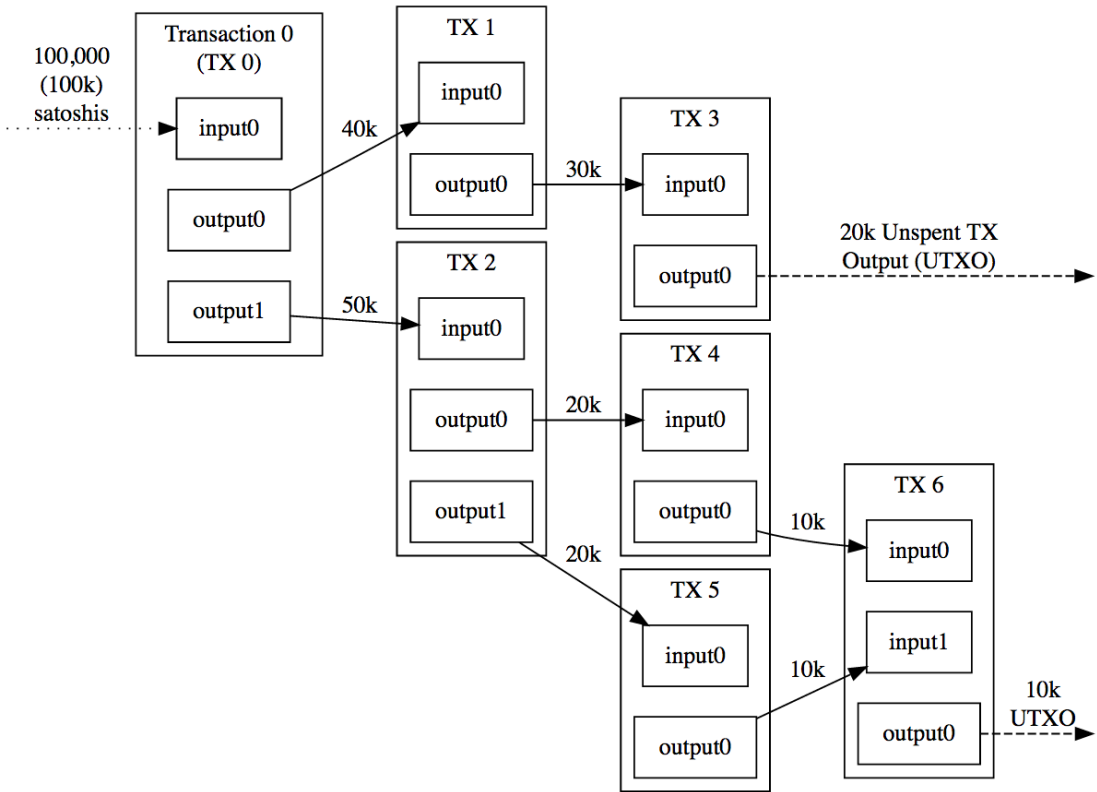 100,000
(100k)
satoshis
Transaction 0
(TX 0)
input0
output0
output1
40k
50k
TX 1
input0
output0
30k
TX 2
input0
output0
output1
20k
20k
TX 3
input0
output0
20k Unspent TX
Output (UTXO)
TX 4
input0
output0
10k
TX 5
input0
output0
10k
TX 6
input0
input1
output0
10k
UTXO